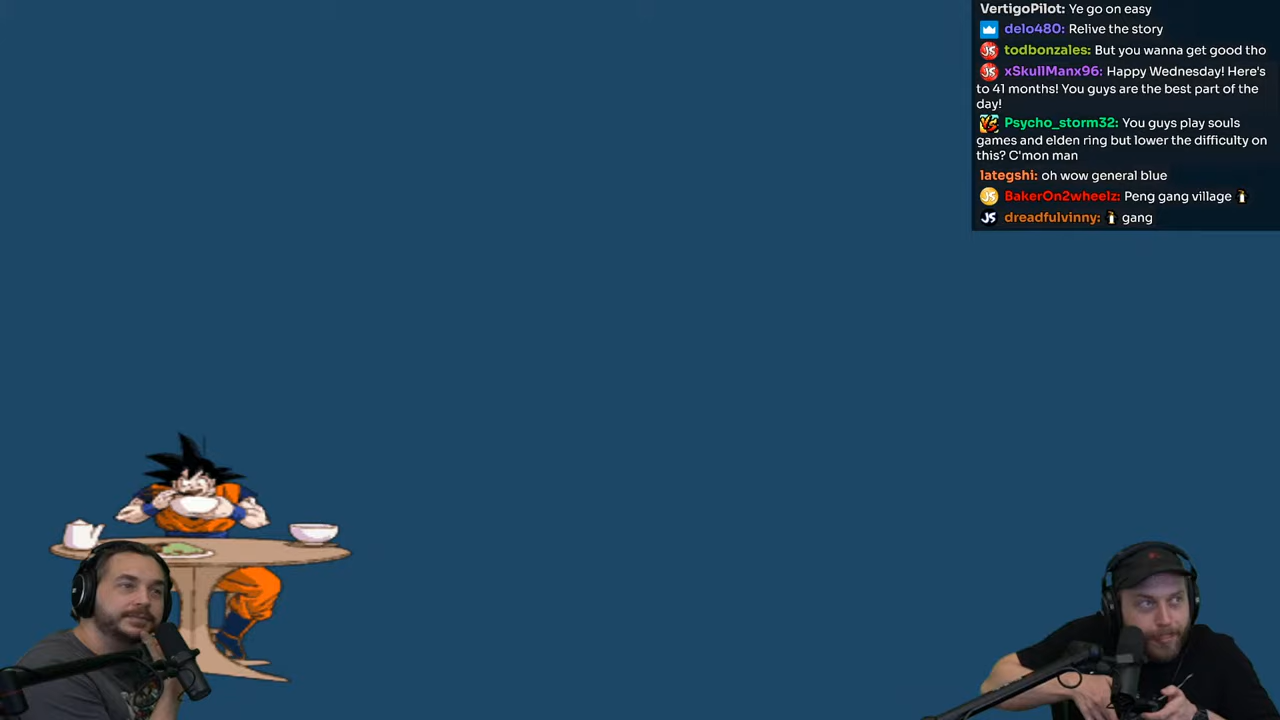 VertigoPilot: Ye go on easy
delo480: Relive the story
todbonzales: But you wanna get good tho
xSkullManx96: Happy Wednesday! Here's
to 41 months! You guys are the best part of the
day!
Psycho_storm32: You guys play souls
games and elden ring but lower the difficulty on
this? C'mon man
lategshi: oh wow general blue
BakerOn2wheelz: Peng gang village
dreadfulvinny: gang